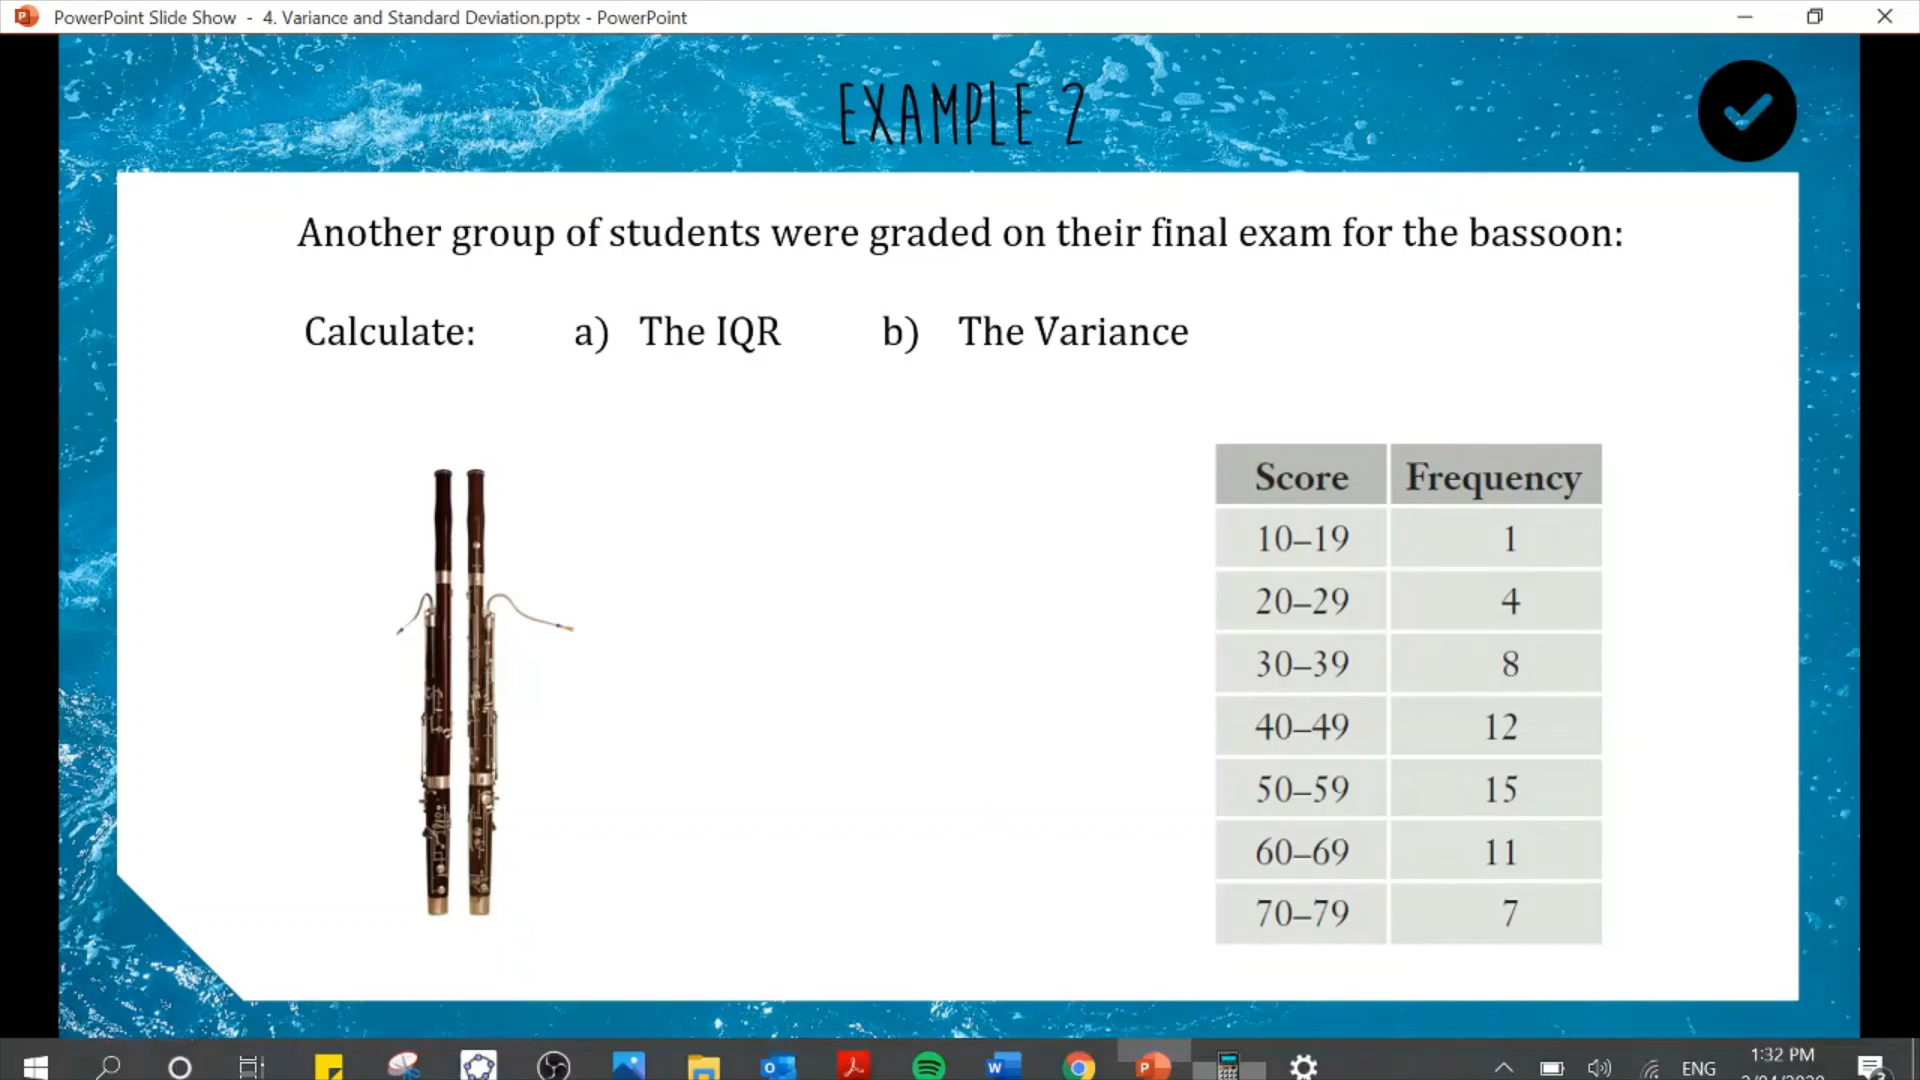 PowerPoint Slide Show - 4. Variance and Standard Deviation.pptx - PowerPoint
EXAMPLE 2
Another group of students were graded on their final exam for the bassoon:
Calculate: a) The IQR b) The Variance
Score Frequency
10–19 1
20–29 4
30–39 8
40–49 12
50–59 15
60–69 11
70–79 7
ENG
1:32 PM